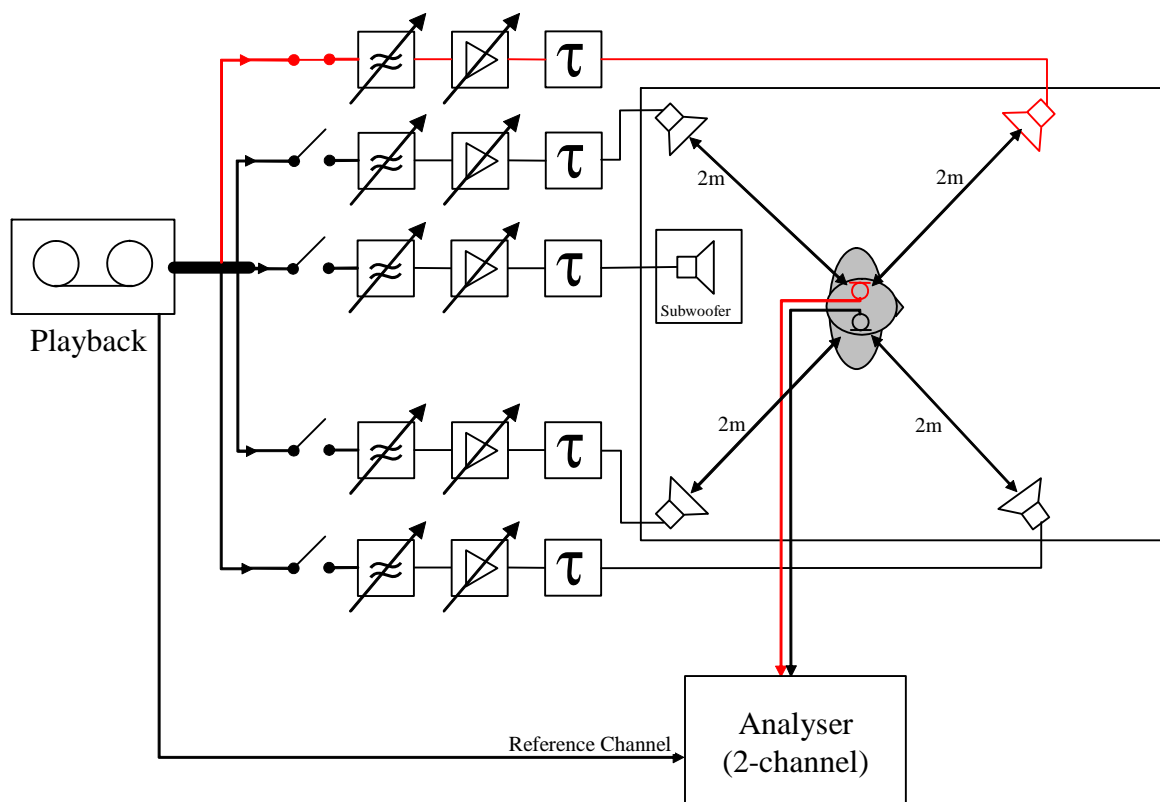 τ
2m
2m
τ
τ
Subwoofer
Playback
2m
2m
τ
τ
Reference Channel
Analyser
(2-channel)